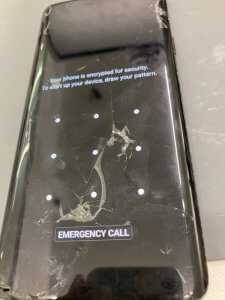 Your phone is encrypted for security.
To start up your device, draw your pattern.
EMERGENCY CALL